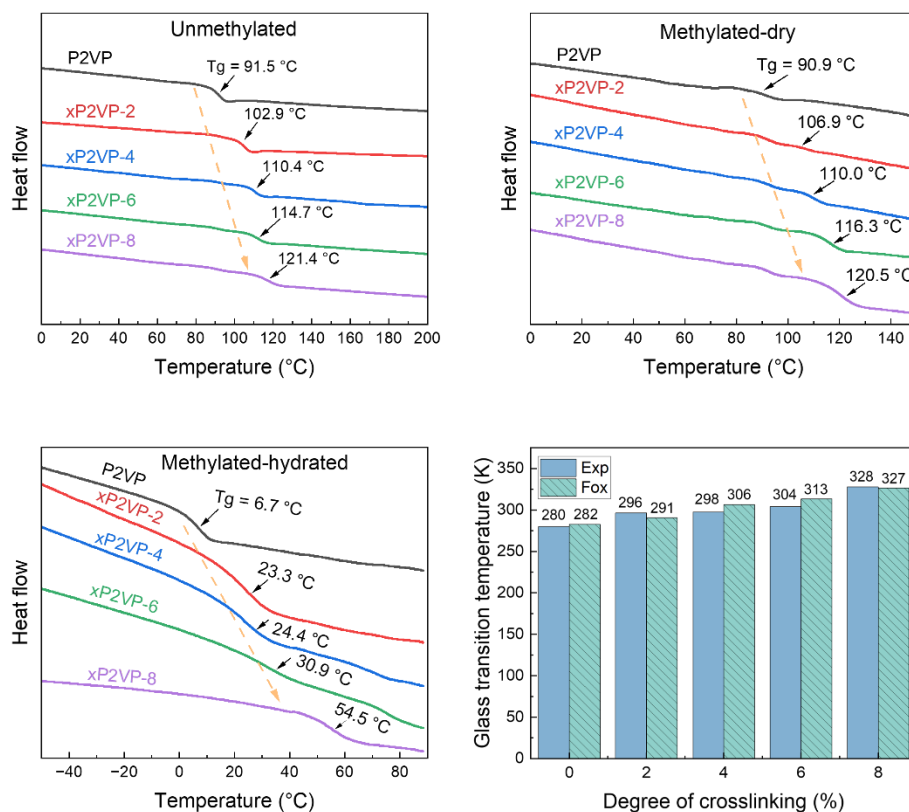 Unmethylated
P2VP
Tg = 91.5 °C
xP2VP-2
102.9 °C
xP2VP-4
110.4 °C
xP2VP-6
114.7 °C
xP2VP-8
121.4 °C
Heat flow
0 20 40 60 80 100 120 140 160 180 200
Temperature (°C)
Methylated-dry
P2VP
Tg = 90.9 °C
xP2VP-2
106.9 °C
xP2VP-4
110.0 °C
xP2VP-6
116.3 °C
xP2VP-8
120.5 °C
Heat flow
0 20 40 60 80 100 120 140
Temperature (°C)
Methylated-hydrated
P2VP
Tg = 6.7 °C
xP2VP-2
23.3 °C
xP2VP-4
24.4 °C
xP2VP-6
30.9 °C
xP2VP-8
54.5 °C
Heat flow
−40 −20 0 20 40 60 80
Temperature (°C)
Exp
Fox
280 282 296 291 298 306 304 313 328 327
350
300
250
225
150
75
50
0
Glass transition temperature (K)
0 2 4 6 8
Degree of crosslinking (%)